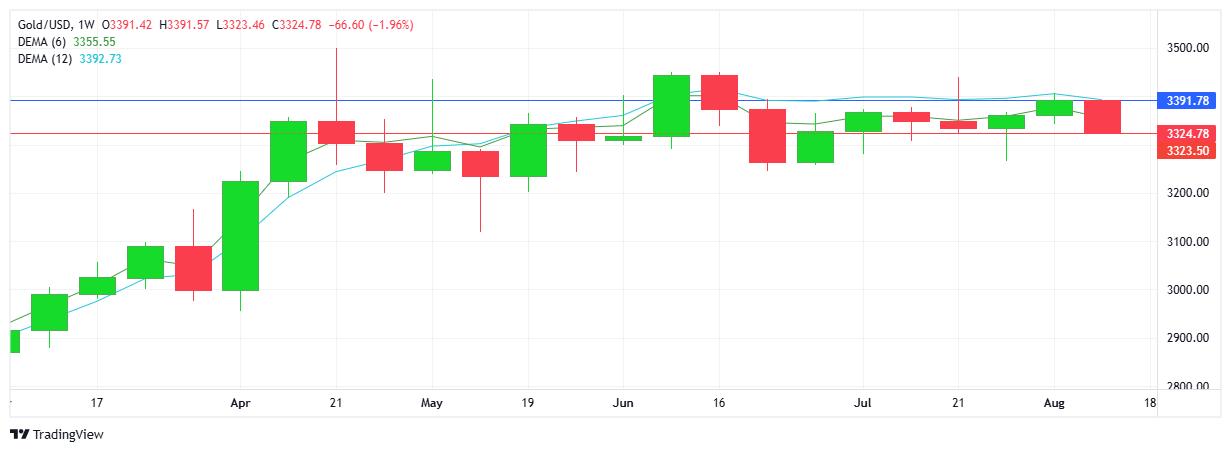 Gold/USD, 1W O3391.42 H3391.57 L3323.46 C3324.78 −66.60 (−1.96%)
DEMA (6) 3355.55
DEMA (12) 3392.73
3500.00
3391.78
3324.78
3323.50
3200.00
3100.00
3000.00
2900.00
2800.00
17 Apr 21 May 19 Jun 16 Jul 21 Aug 18
TradingView